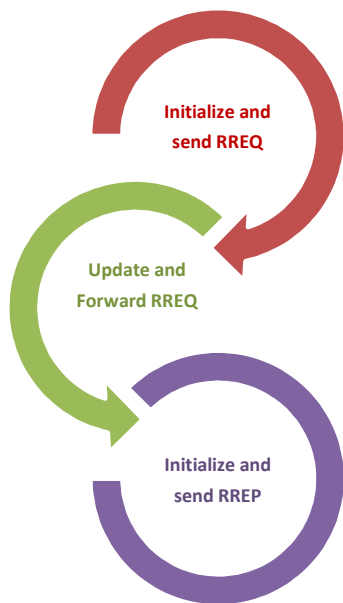 Initialize and
send RREQ
Update and
Forward RREQ
Initialize and
send RREP